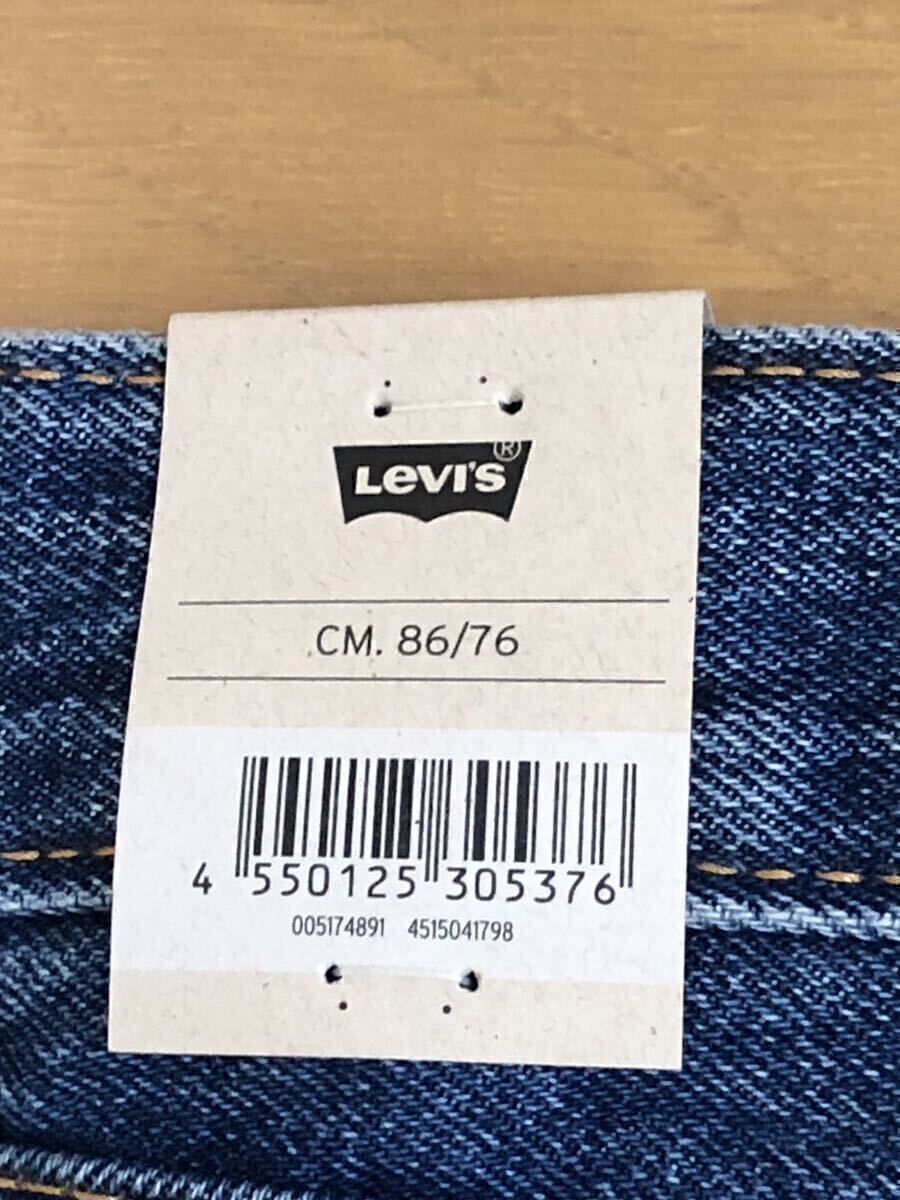 Levi's ®
CM. 86/76
4 550125 305376
005174891 4515041798